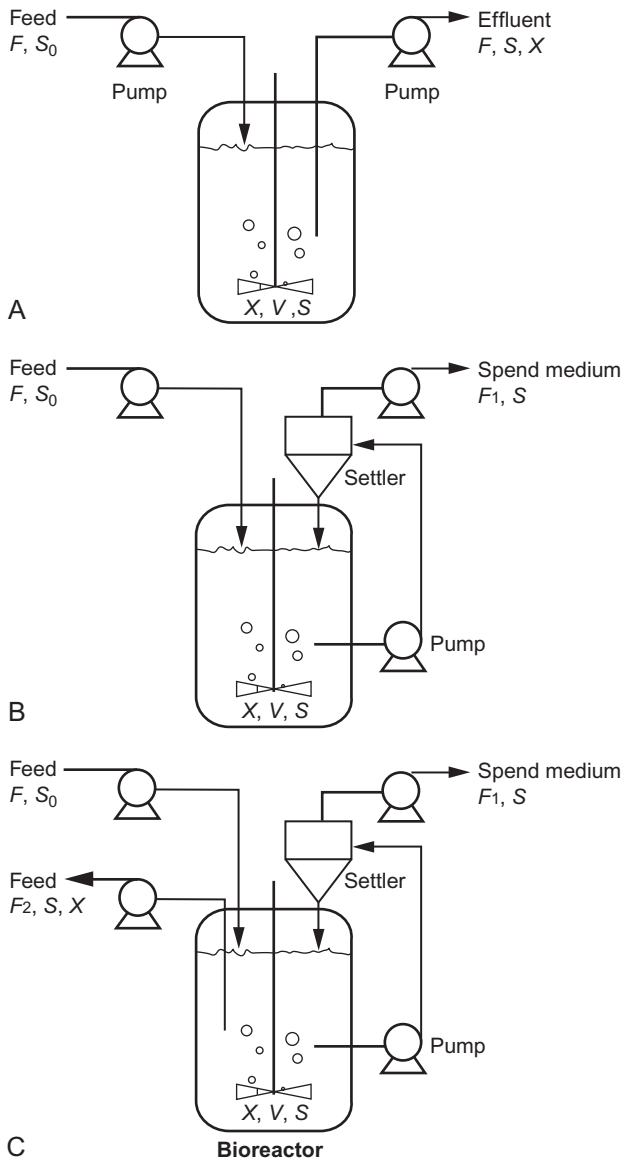 Feed
F, S0
Pump
Effluent
F, S, X
Pump
X, V ,S
A
Feed
F, S0
Spend medium
F1, S
Settler
Pump
X, V, S
B
Feed
F, S0
Spend medium
F1, S
Feed
F2, S, X
Settler
Pump
X, V, S
C
Bioreactor